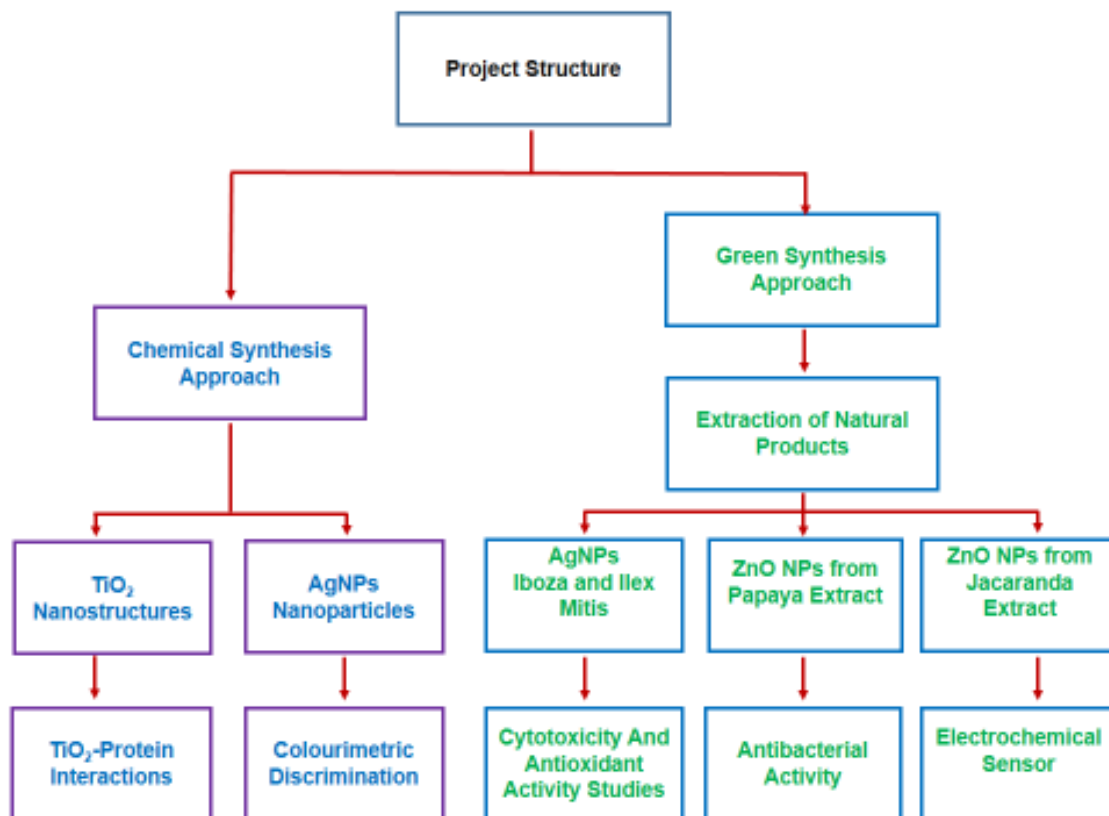 Project Structure
Green Synthesis
Approach
Chemical Synthesis
Approach
Extraction of Natural
Products
TiO₂
Nanostructures
AgNPs
Nanoparticles
AgNPs
Iboza and Ilex
Mitis
ZnO NPs from
Papaya Extract
ZnO NPs from
Jacaranda
Extract
TiO₂-Protein
Interactions
Colourimetric
Discrimination
Cytotoxicity And
Antioxidant
Activity Studies
Antibacterial
Activity
Electrochemical
Sensor